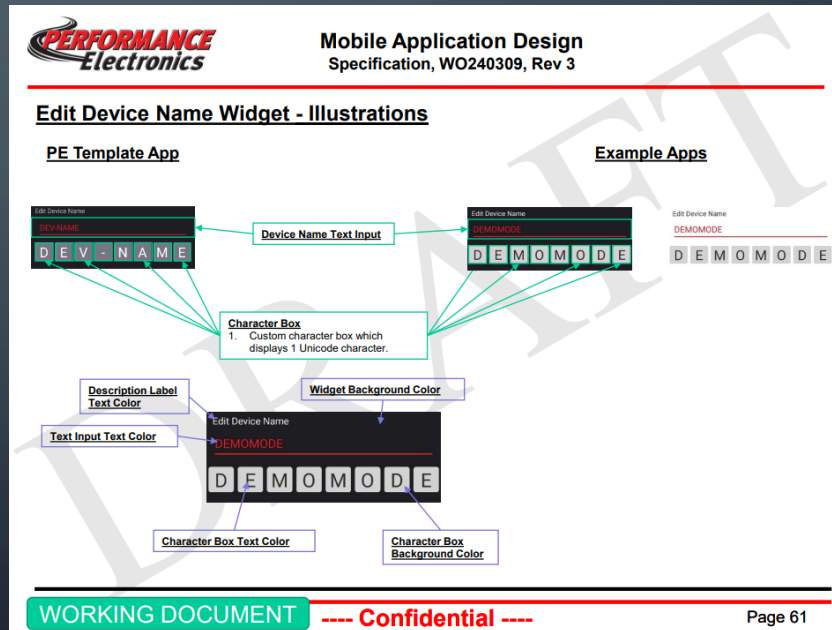 PERFORMANCE
Electronics
Mobile Application Design
Specification, WO240309, Rev 3
Edit Device Name Widget - Illustrations
PE Template App
Example Apps
Edit Device Name
DEV-NAME
D E V - N A M E
Device Name Text Input
Edit Device Name
DEMOMODE
D E M O M O D E
Edit Device Name
DEMOMODE
D E M O M O D E
Character Box
1. Custom character box which
displays 1 Unicode character.
Description Label
Text Color
Widget Background Color
Text Input Text Color
Edit Device Name
DEMOMODE
D E M O M O D E
Character Box Text Color
Character Box
Background Color
DRAFT
WORKING DOCUMENT
---- Confidential ----
Page 61